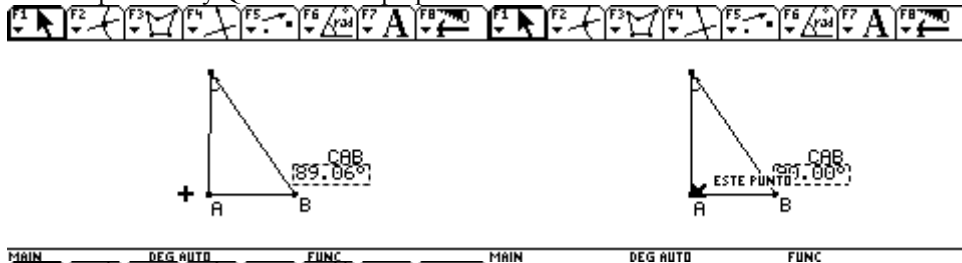 F1 F2 F3 F4 F5 F6 F7 A F8 F1 F2 F3 F4 F5 F6 F7 A F8
CAB
89.06°
A
B
CAB
ESTE PUNTO
A
B
MAIN DEG AUTO FUNC MAIN DEG AUTO FUNC